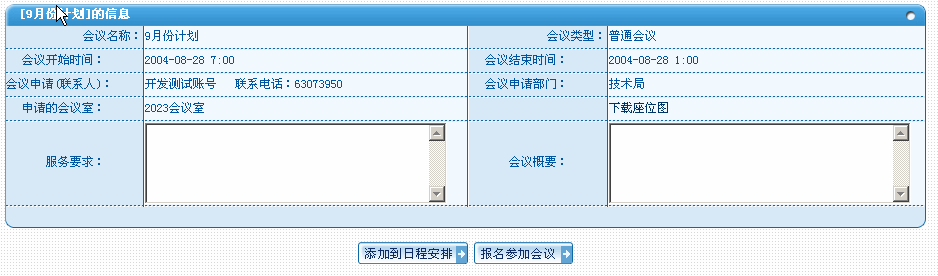 [9月份计划]的信息
会议名称： 9月份计划 会议类型： 普通会议
会议开始时间： 2004-08-28 7:00 会议结束时间： 2004-08-28 1:00
会议申请(联系人)： 开发测试账号 联系电话：63073950 会议申请部门： 技术局
申请的会议室： 2023会议室 下载座位图
服务要求： 会议概要：
添加到日程安排 报名参加会议